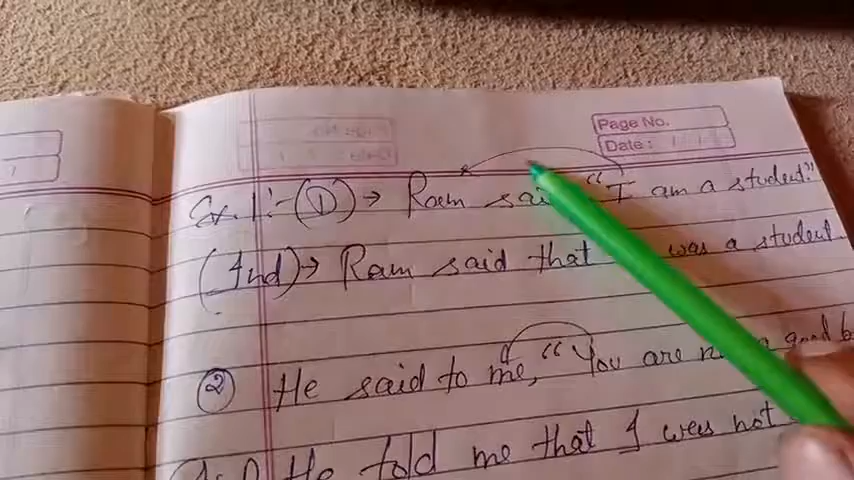 Page No.
Date :
Ex. 1:- (D) → Ram said "I am a student."
(Ind) → Ram said that was a student
(2) He said to me, "You are a good b
He told me that I was not